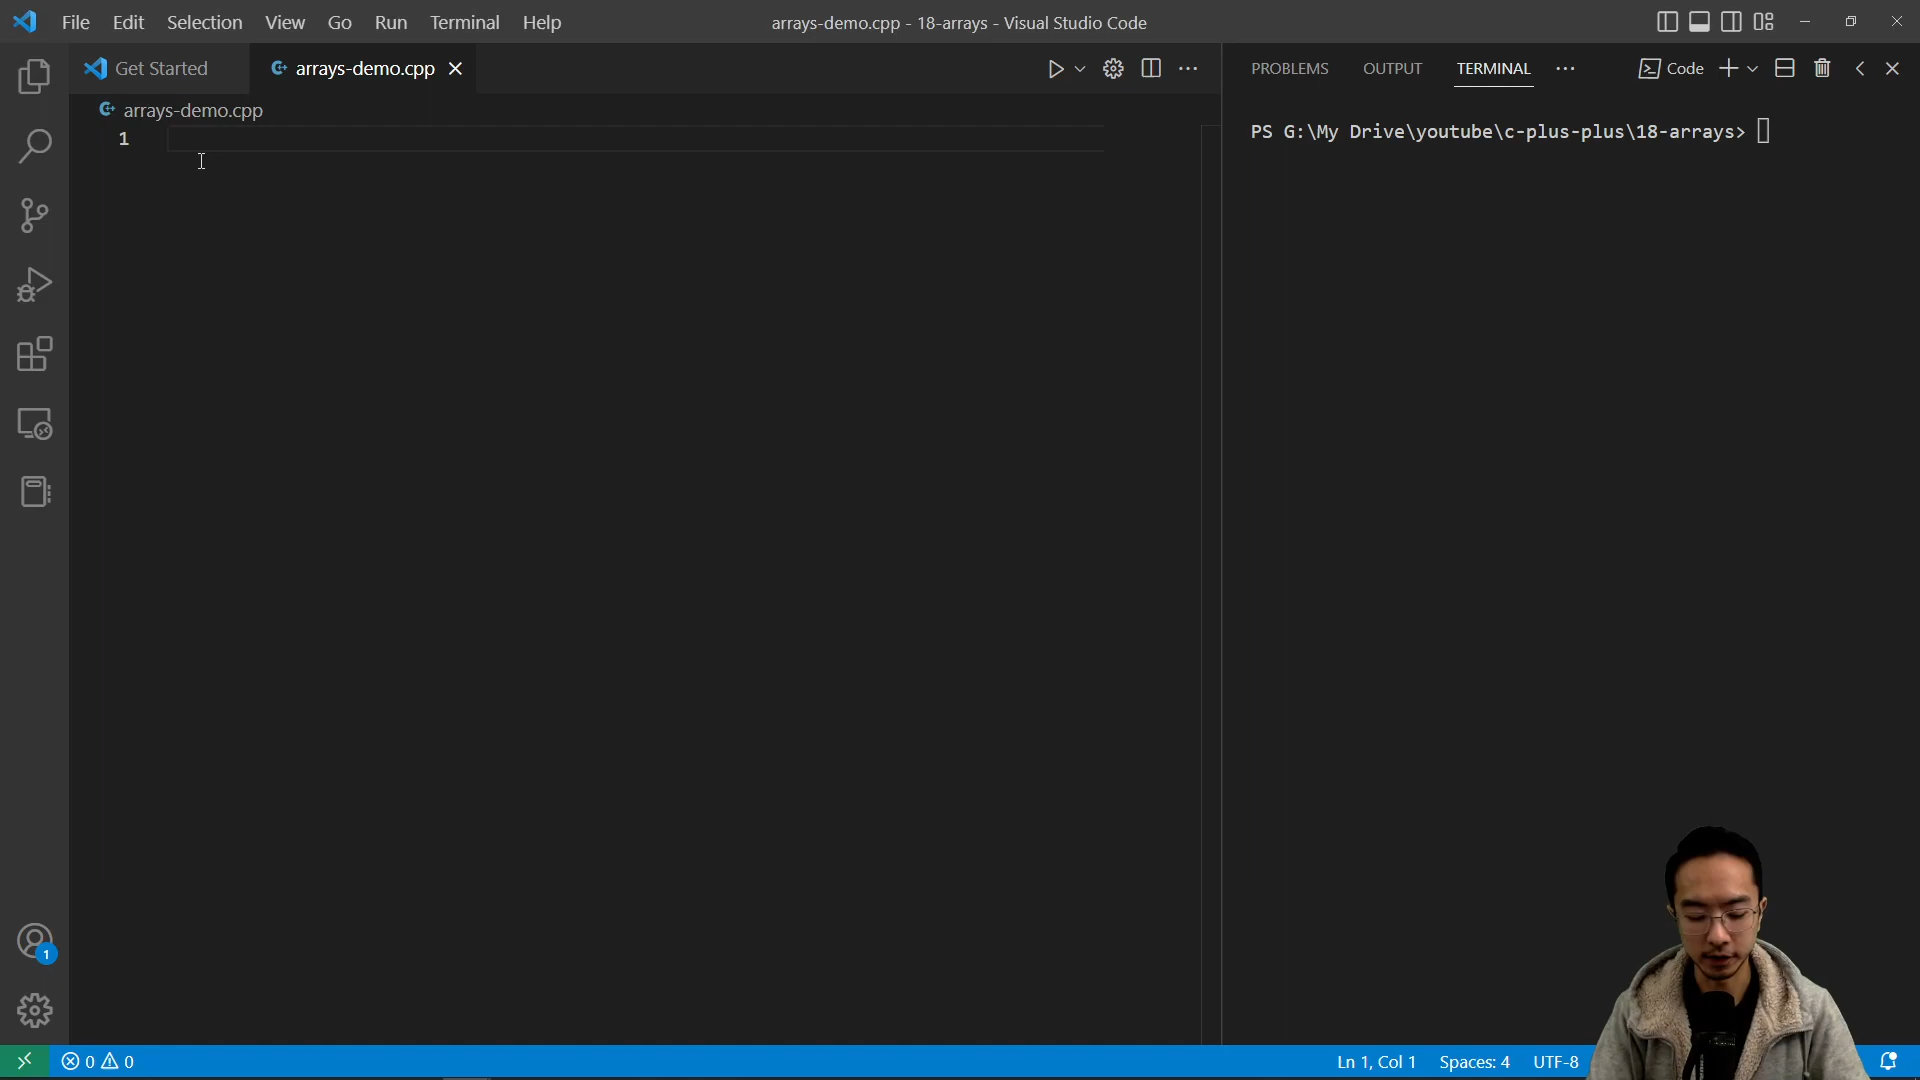 File Edit Selection View Go Run Terminal Help arrays-demo.cpp - 18-arrays - Visual Studio Code
Get Started arrays-demo.cpp PROBLEMS OUTPUT TERMINAL Code
arrays-demo.cpp
1
PS G:\My Drive\youtube\c-plus-plus\18-arrays>
1
0 0 Ln 1, Col 1 Spaces: 4 UTF-8